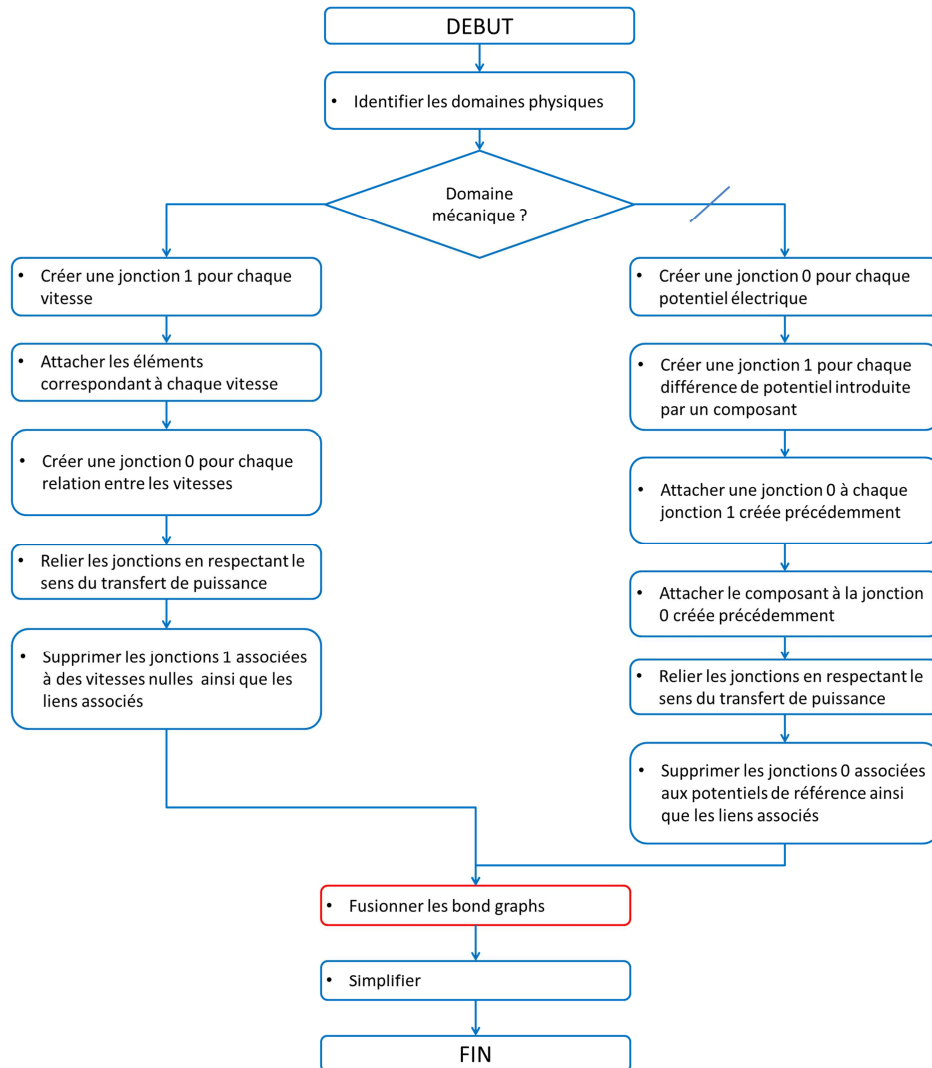 DEBUT
• Identifier les domaines physiques
Domaine
mécanique ?
• Créer une jonction 1 pour chaque
vitesse
• Attacher les éléments
correspondant à chaque vitesse
• Créer une jonction 0 pour chaque
relation entre les vitesses
• Relier les jonctions en respectant le
sens du transfert de puissance
• Supprimer les jonctions 1 associées
à des vitesses nulles ainsi que les
liens associés
• Créer une jonction 0 pour chaque
potentiel électrique
• Créer une jonction 1 pour chaque
différence de potentiel introduite
par un composant
• Attacher une jonction 0 à chaque
jonction 1 créée précédemment
• Attacher le composant à la jonction
0 créée précédemment
• Relier les jonctions en respectant le
sens du transfert de puissance
• Supprimer les jonctions 0 associées
aux potentiels de référence ainsi
que les liens associés
• Fusionner les bond graphs
• Simplifier
FIN